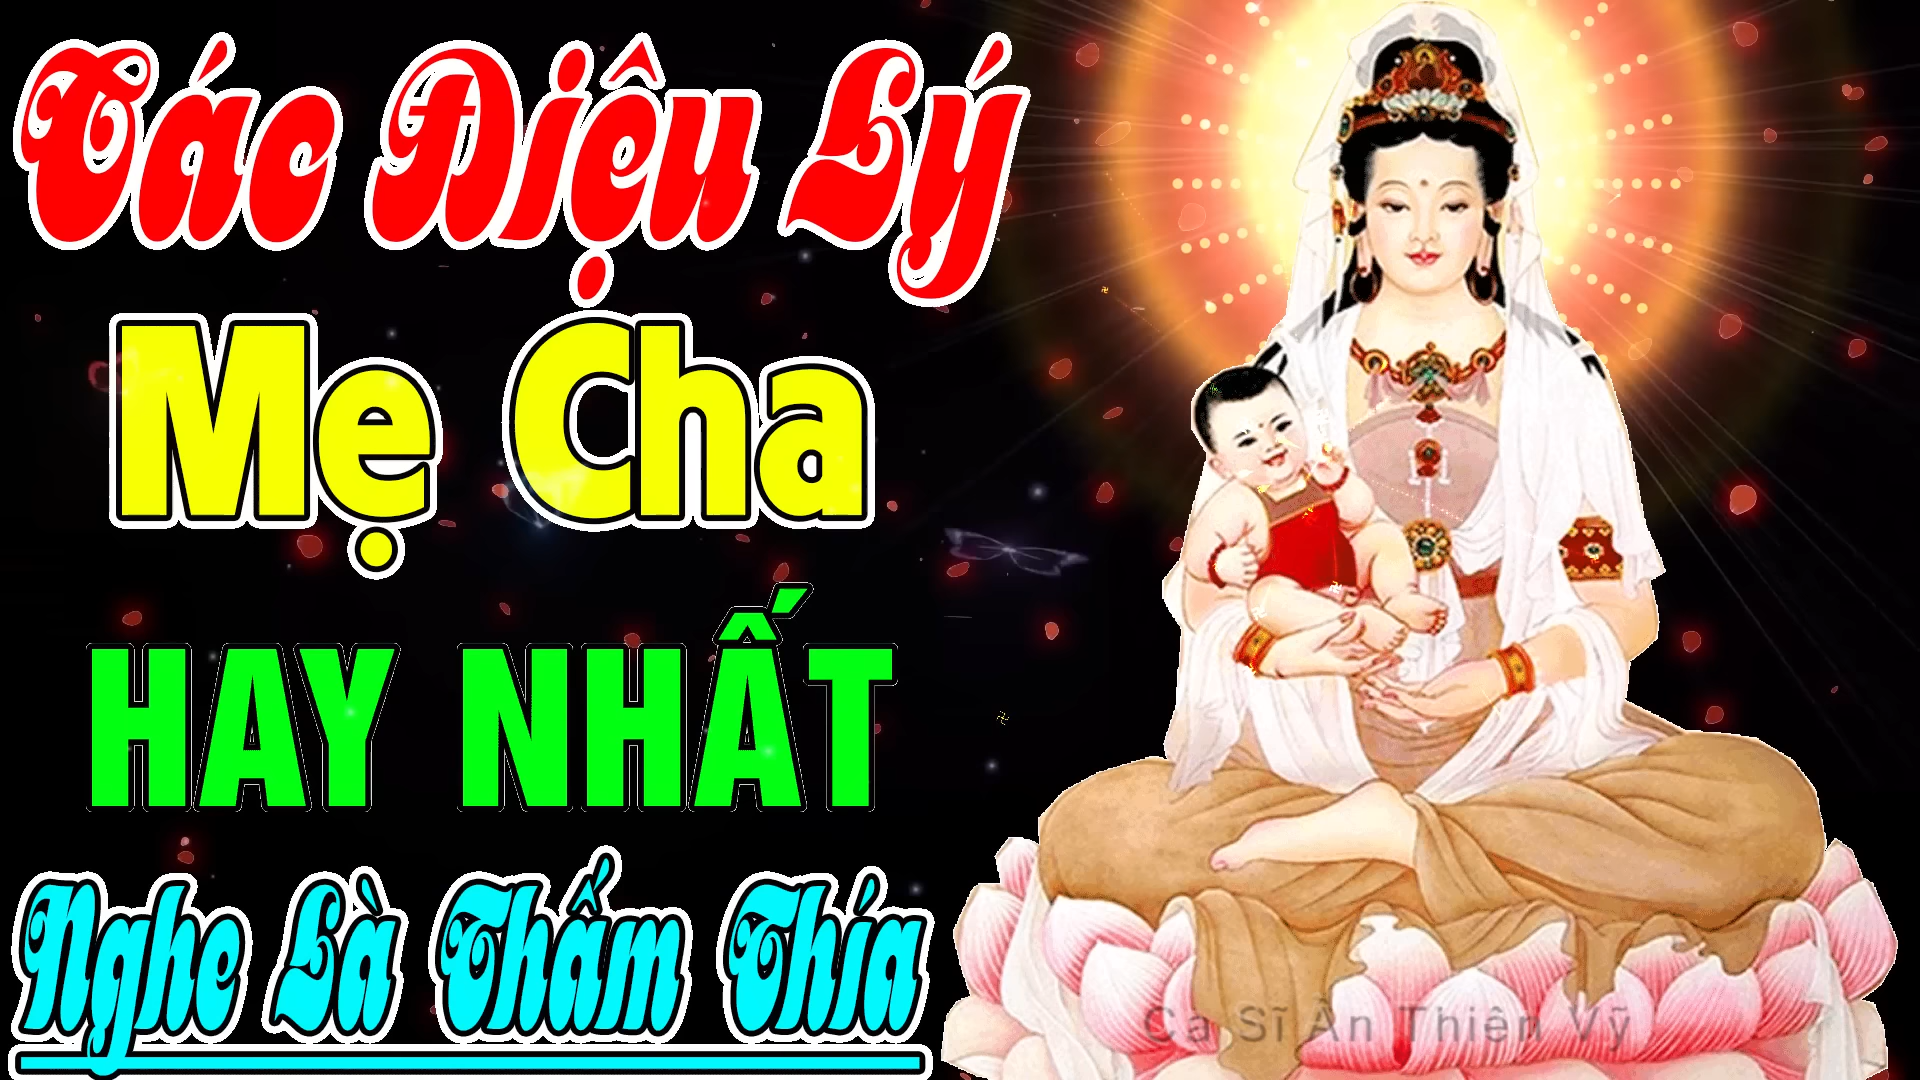 Các Điệu Lý
Mẹ Cha
HAY NHẤT
Nghe Là Thấm Thía
Ca Sĩ Ân Thiên Vỹ